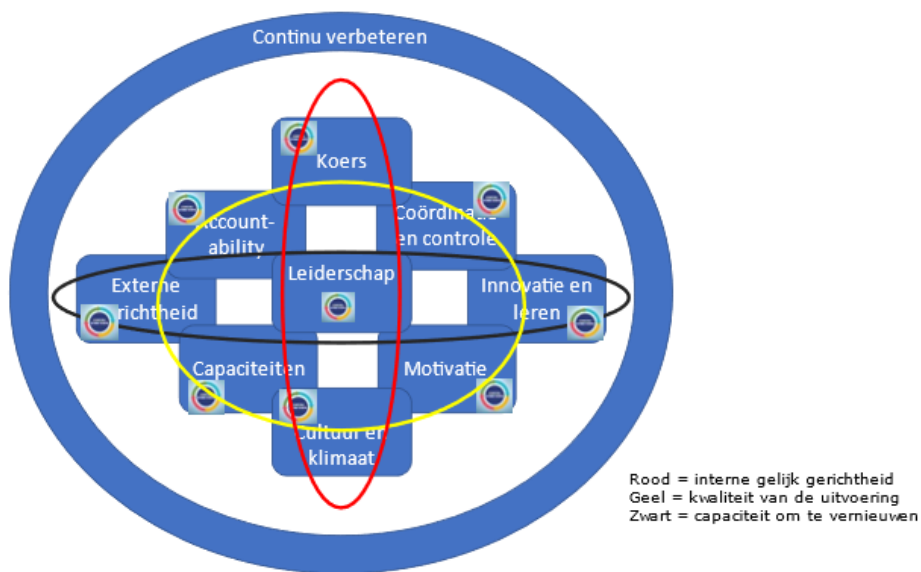 Continu verbeteren
Koers
Account-
ability
Coördinatie
en controle
Leiderschap
Externe
gerichtheid
Innovatie en
leren
Capaciteiten
Motivatie
Cultuur en
klimaat
Rood = interne gelijk gerichtheid
Geel = kwaliteit van de uitvoering
Zwart = capaciteit om te vernieuwen